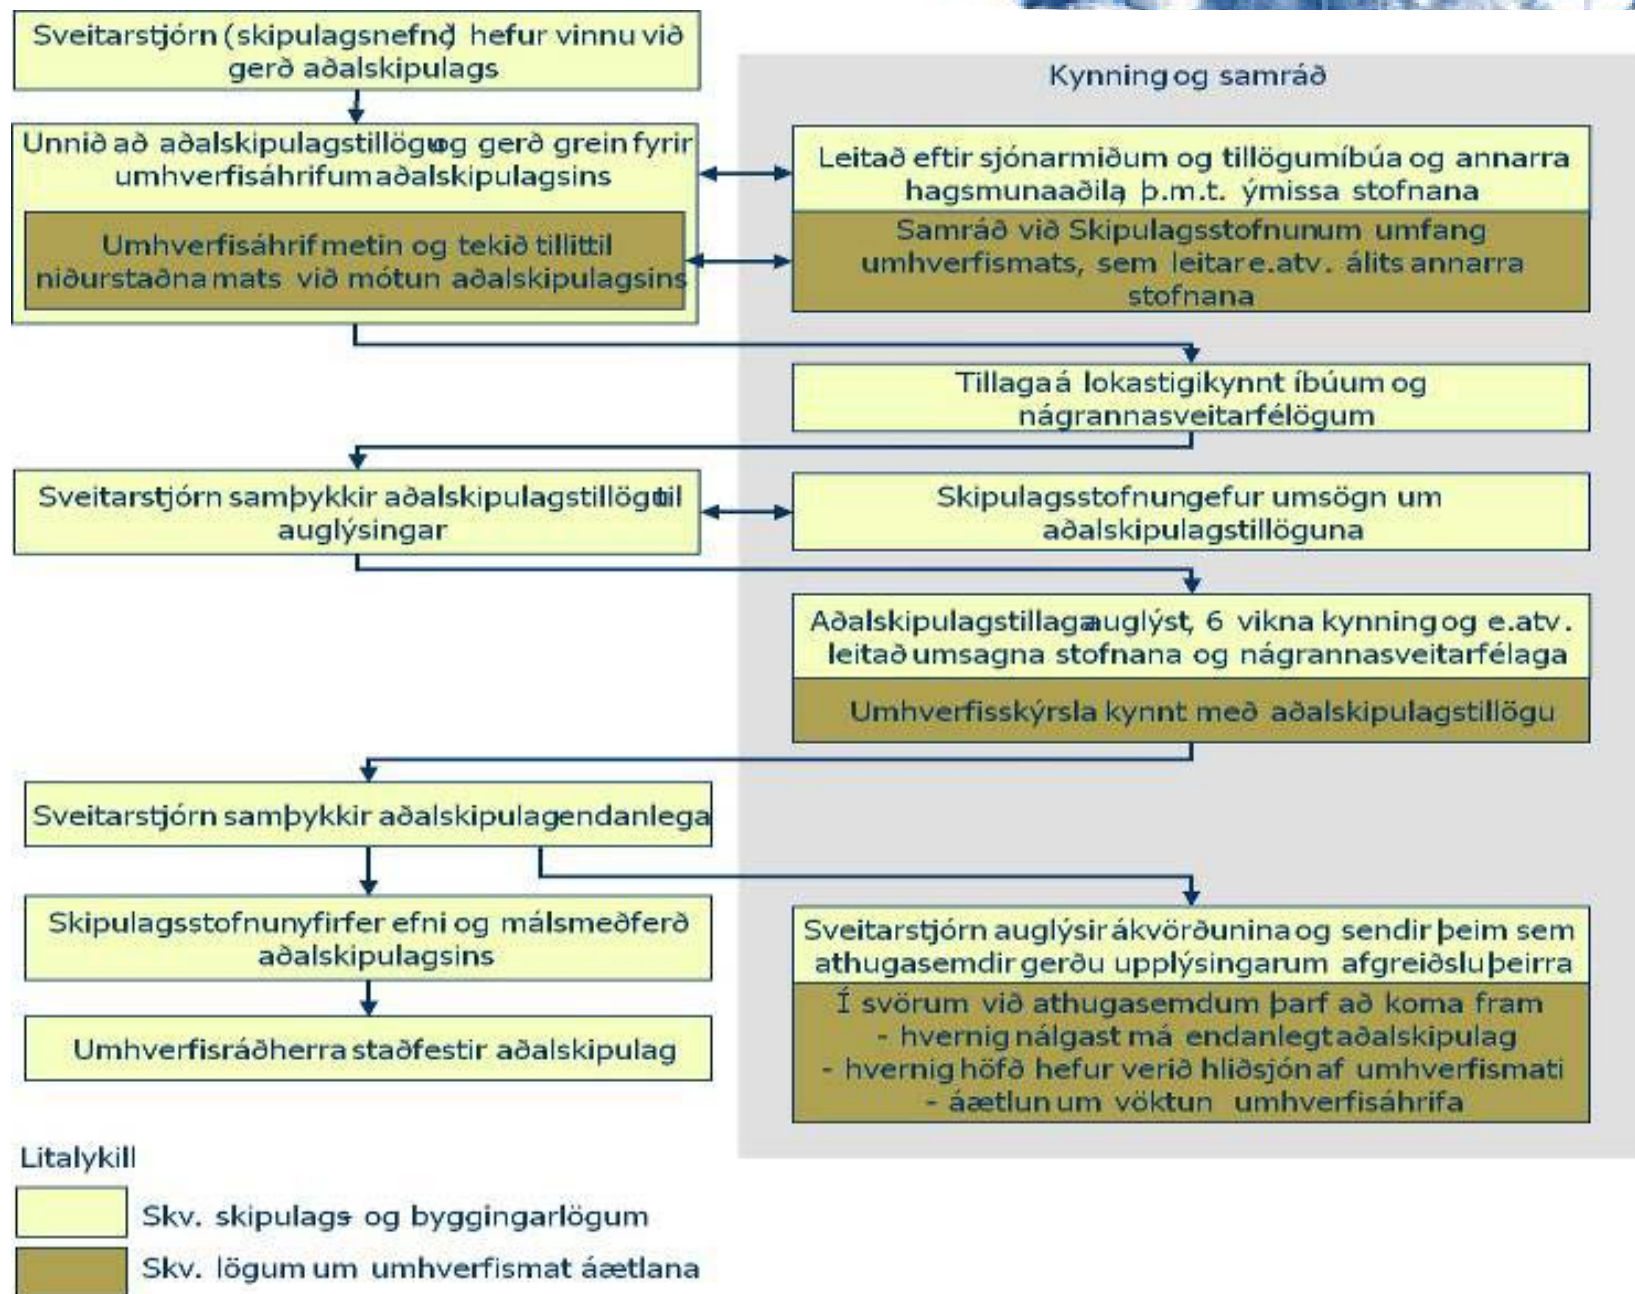 Sveitarstjórn (skipulagsnefnd) hefur vinnu við
gerð aðalskipulags
Kynning og samráð
Unnið að aðalskipulagstillögu og gerð grein fyrir
umhverfisáhrifum aðalskipulagsins
Umhverfisáhrif metin og tekið tillit til
niðurstaðna mats við mótun aðalskipulagsins
Leitað eftir sjónarmiðum og tillögum íbúa og annarra
hagsmunaaðila, þ.m.t. ýmissa stofnana
Samráð við Skipulagsstofnun um umfang
umhverfismats, sem leitar e.atv. álits annarra
stofnana
Tillaga á lokastigi kynnt íbúum og
nágrannasveitarfélögum
Sveitarstjórn samþykkir aðalskipulagstillögu til
auglýsingar
Skipulagsstofnun gefur umsögn um
aðalskipulagstillöguna
Aðalskipulagstillaga auglýst, 6 vikna kynning og e.atv.
leitað umsagna stofnana og nágrannasveitarfélaga
Umhverfisskýrsla kynnt með aðalskipulagstillögu
Sveitarstjórn samþykkir aðalskipulag endanlega
Skipulagsstofnun yfirfer efni og málsmeðferð
aðalskipulagsins
Umhverfisráðherra staðfestir aðalskipulag
Sveitarstjórn auglýsir ákvörðunina og sendir þeim sem
athugasemdir gerðu upplýsingar um afgreiðslu þeirra
Í svörum við athugasemdum þarf að koma fram
- hvernig nálgast má endanlegt aðalskipulag
- hvernig höfð hefur verið hliðsjón af umhverfismati
- áætlun um vöktun umhverfisáhrifa
Litalykill
Skv. skipulags- og byggingarlögum
Skv. lögum um umhverfismat áætlana